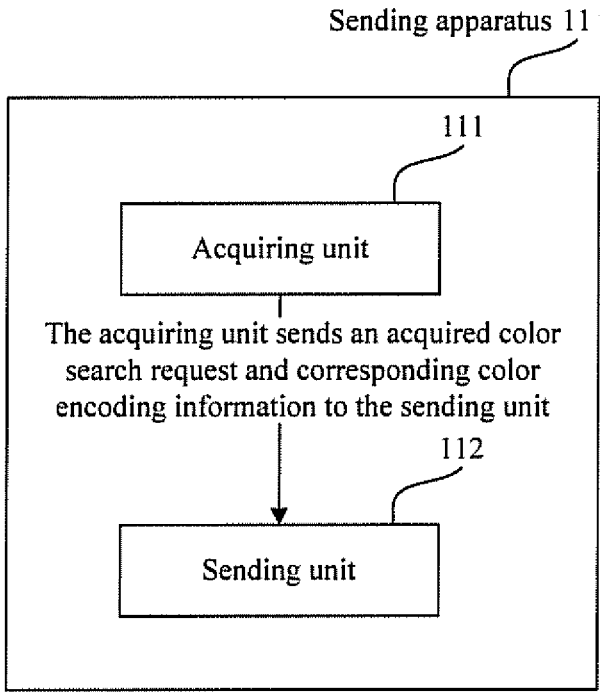 Sending apparatus 11
111
Acquiring unit
The acquiring unit sends an acquired color
search request and corresponding color
encoding information to the sending unit
112
Sending unit